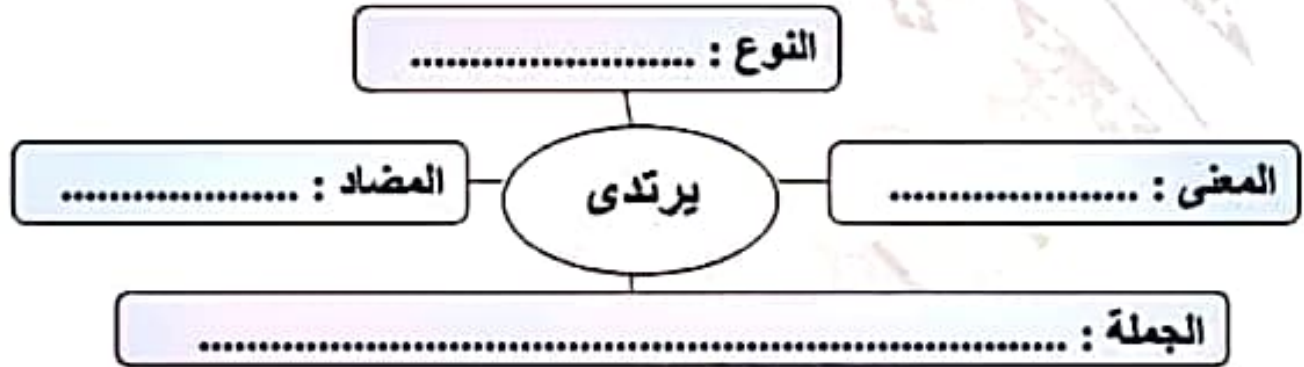 النوع : ........................
المعنى : .....................
يرتدى
المضاد : ....................
الجملة : .........................................................................